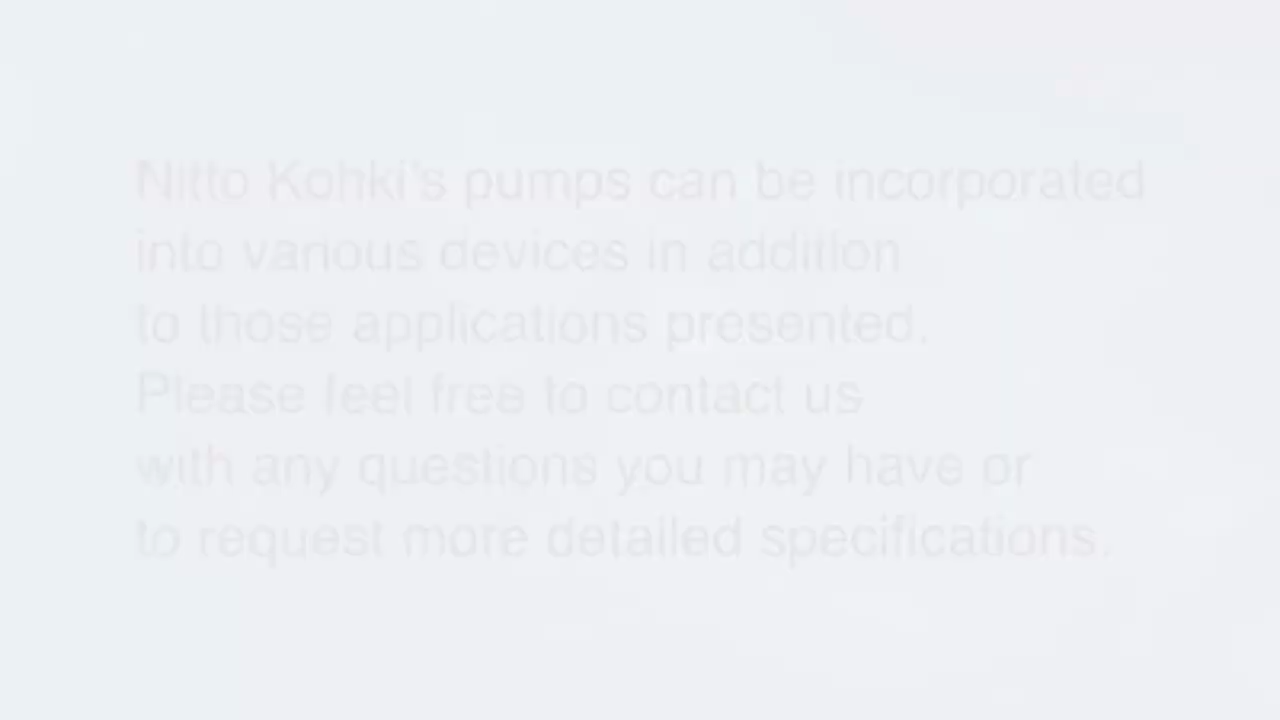 Nitto Kohki's pumps can be incorporated
into various devices in addition
to those applications presented.
Please feel free to contact us
with any questions you may have or
to request more detailed specifications.